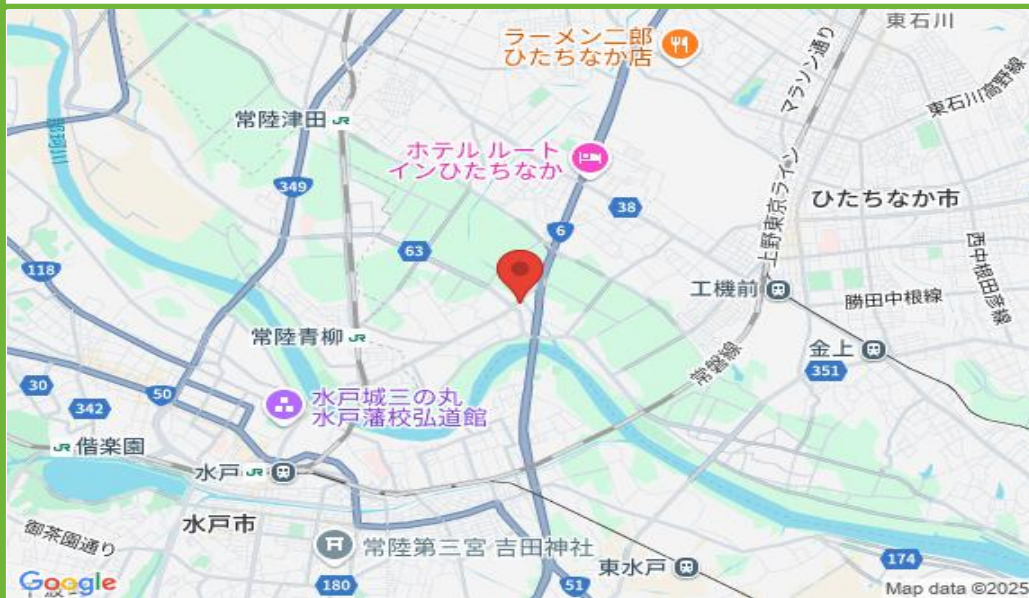 東石川
ラーメン二郎
ひたちなか店
マラソン通り
東石川高野線
常陸津田 JR
那珂川
ホテル ルート
インひたちなか
349
38
ひたちなか市
上野東京ライン
6
63
西中根田彦線
118
工機前
勝田中根線
常陸青柳 JR
常磐線
金上
351
30
50
342
水戸城三の丸
水戸藩校弘道館
JR 偕楽園
水戸 JR
水戸市
御茶園通り
常陸第三宮 吉田神社
東水戸
174
180
51
Google
Map data ©2025